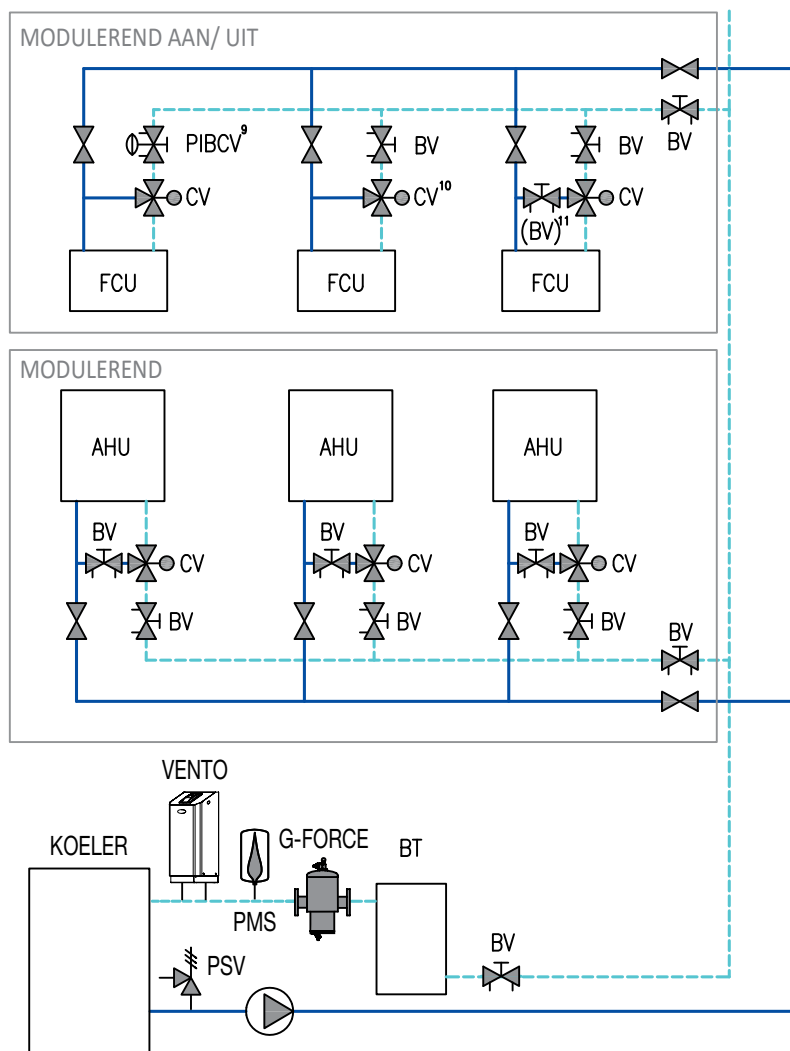 MODULEREND AAN/ UIT
PIBCV⁹ BV BV BV
CV CV¹⁰ CV
(BV)¹¹
FCU FCU FCU
MODULEREND
AHU AHU AHU
BV BV BV
CV CV CV
BV BV BV BV
VENTO
KOELER G-FORCE BT
PMS
BV
PSV